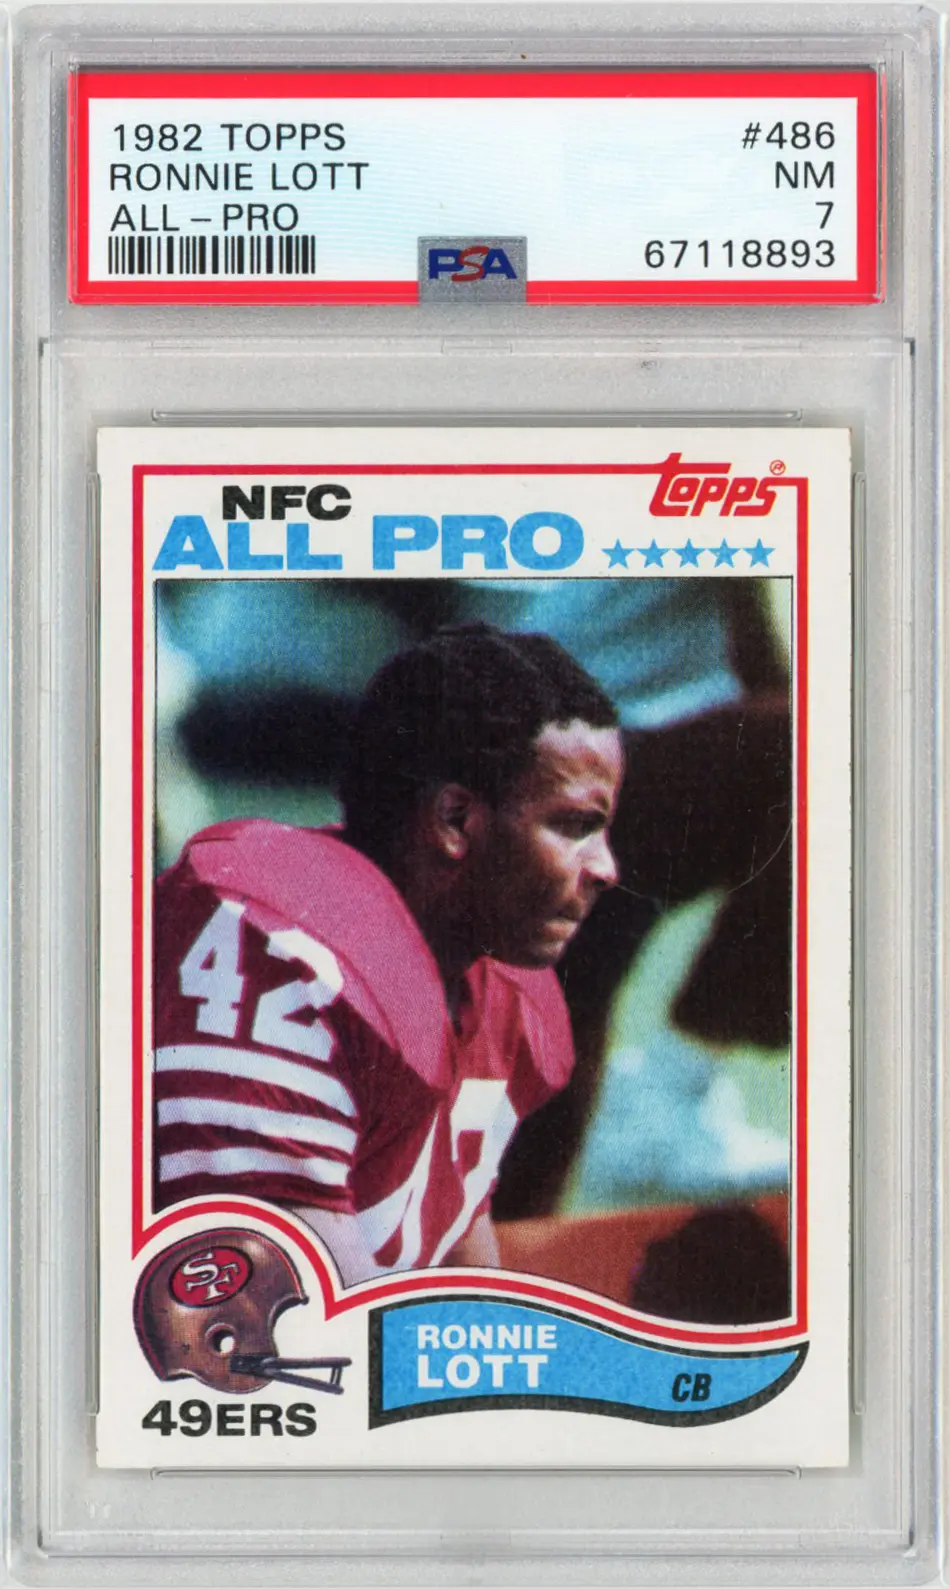 1982 TOPPS #486
RONNIE LOTT NM
ALL-PRO 7
67118893
PSA
TOPPS®
NFC
ALL PRO
42
42
SF
RONNIE
LOTT
CB
49ERS